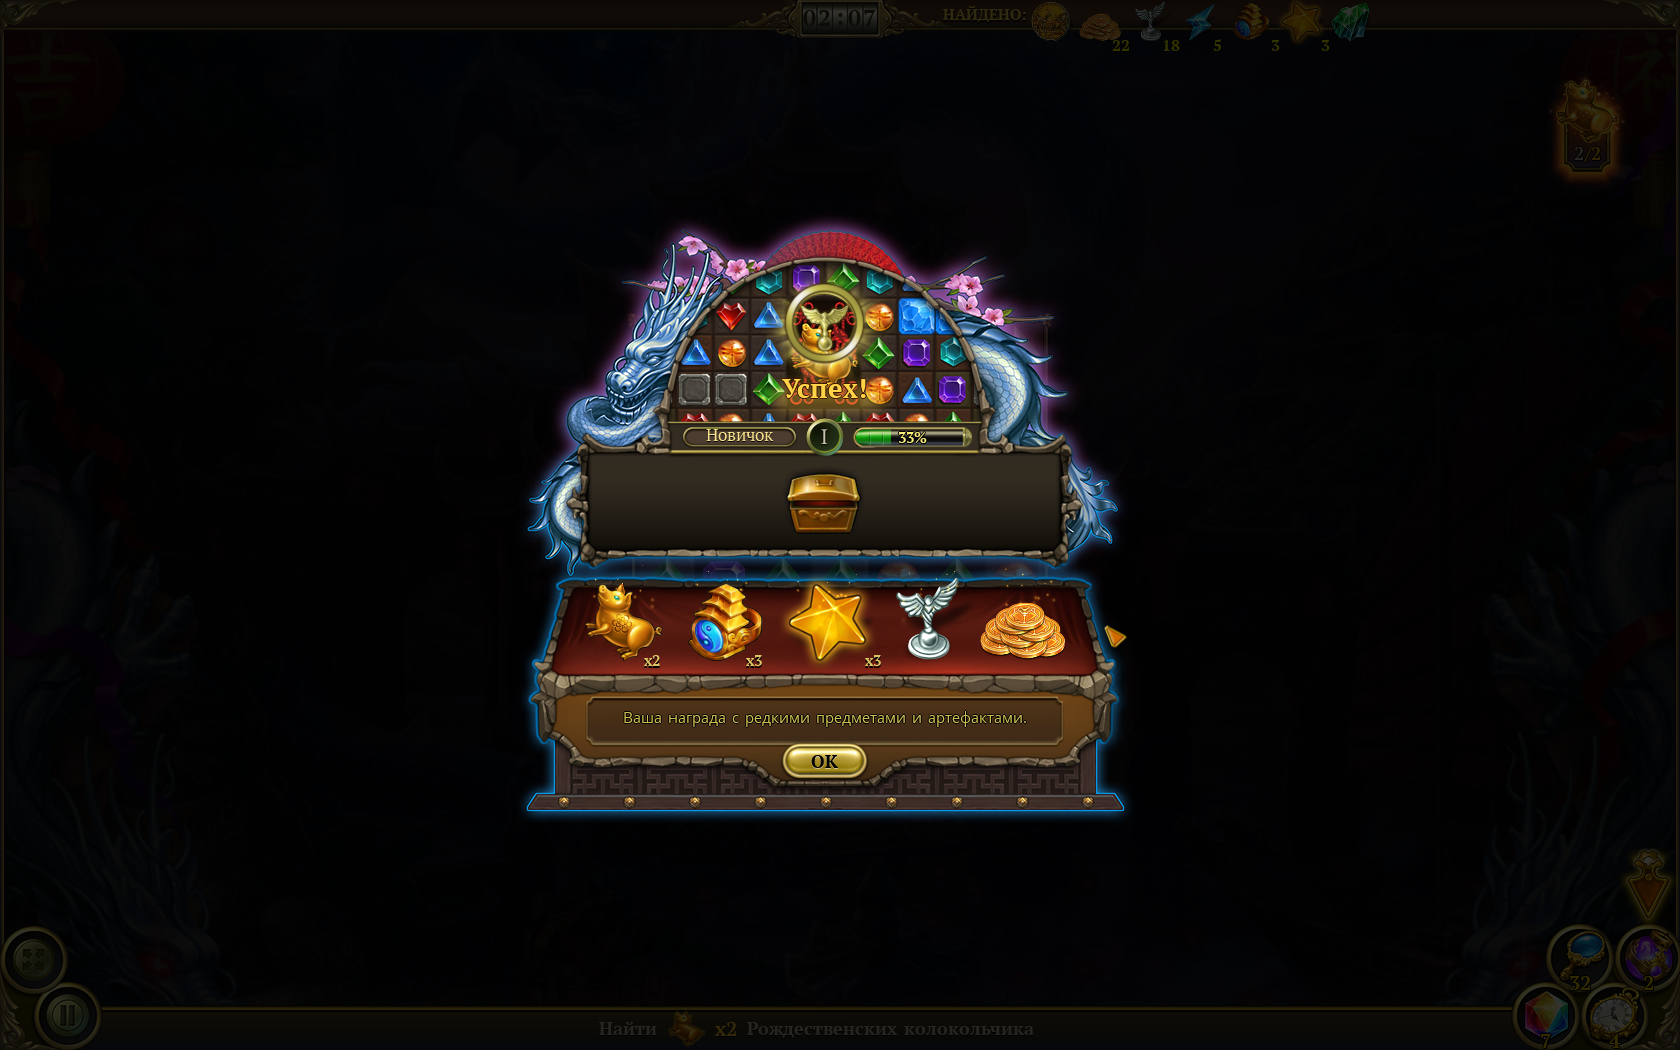 02:07
НАЙДЕНО:
22
18
5
3
3
2/2
Успех!
Новичок
I
33%
x2
x3
x3
Ваша награда с редкими предметами и артефактами.
OK
32
2
7
4
Найти x2 Рождественских колокольчика